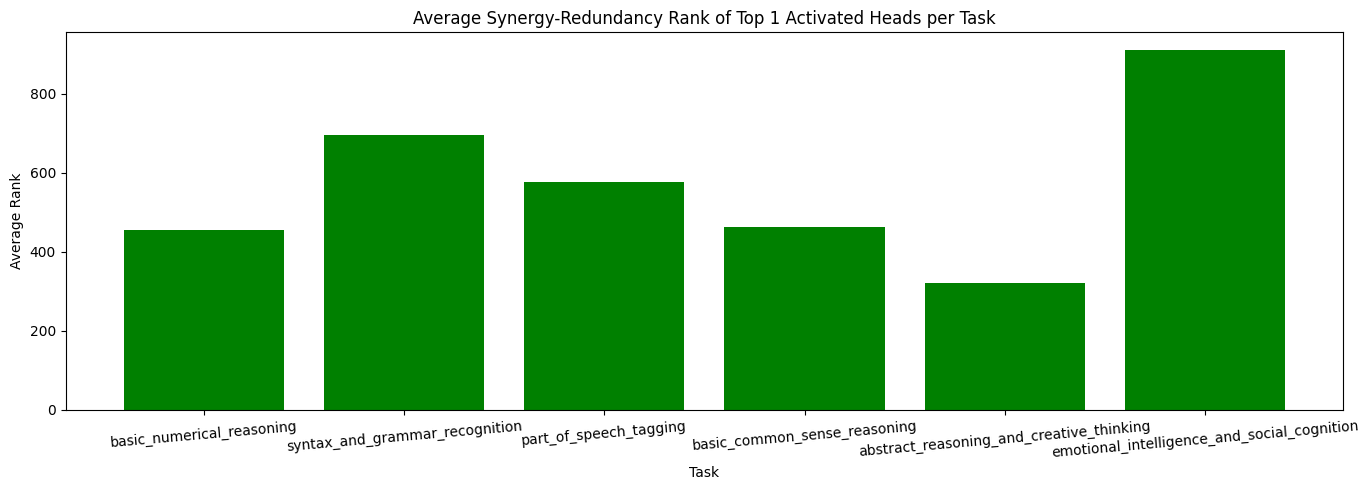 Average Synergy-Redundancy Rank of Top 1 Activated Heads per Task
Average Rank
800
600
400
200
0
basic_numerical_reasoning
syntax_and_grammar_recognition
part_of_speech_tagging
basic_common_sense_reasoning
abstract_reasoning_and_creative_thinking
emotional_intelligence_and_social_cognition
Task